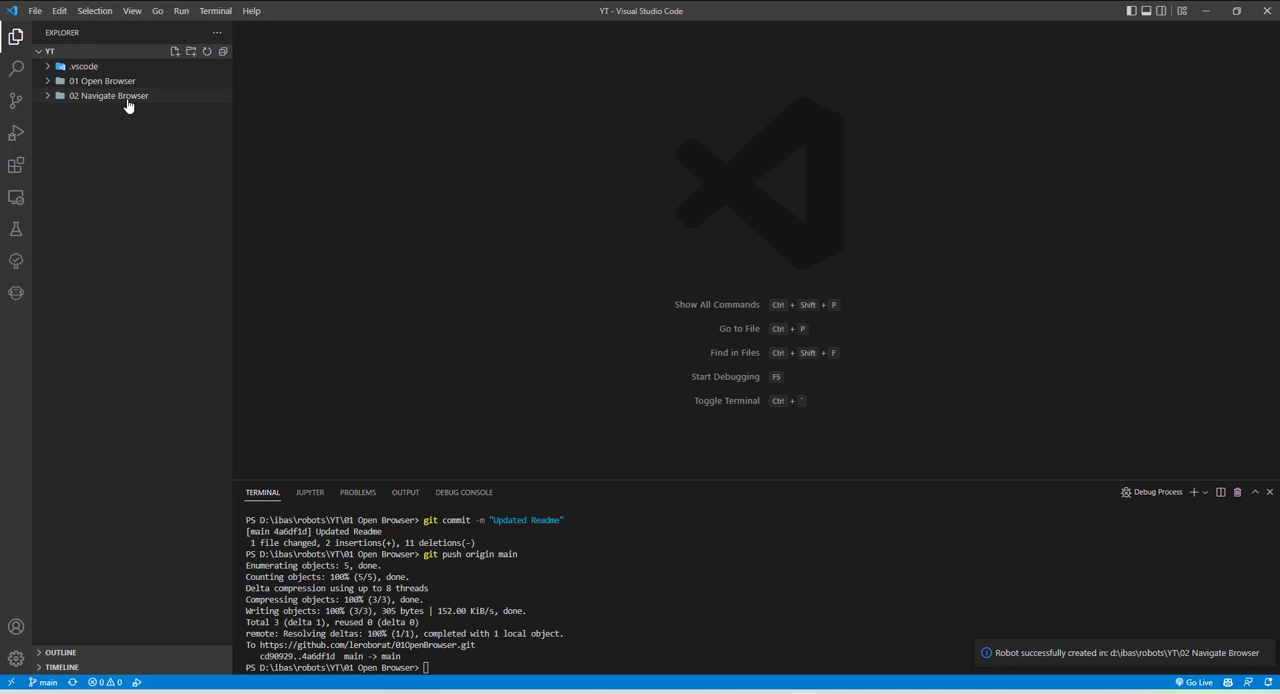 File Edit Selection View Go Run Terminal Help
YT - Visual Studio Code
EXPLORER
YT
.vscode
01 Open Browser
02 Navigate Browser
Show All Commands Ctrl + Shift + P
Go to File Ctrl + P
Find in Files Ctrl + Shift + F
Start Debugging F5
Toggle Terminal Ctrl + `
TERMINAL JUPYTER PROBLEMS OUTPUT DEBUG CONSOLE
Debug Process
PS D:\ibas\robots\YT\01 Open Browser> git commit -m "Updated Readme"
[main 4a6df1d] Updated Readme
1 file changed, 2 insertions(+), 11 deletions(-)
PS D:\ibas\robots\YT\01 Open Browser> git push origin main
Enumerating objects: 5, done.
Counting objects: 100% (5/5), done.
Delta compression using up to 8 threads
Compressing objects: 100% (3/3), done.
Writing objects: 100% (3/3), 305 bytes | 152.00 KiB/s, done.
Total 3 (delta 1), reused 0 (delta 0)
remote: Resolving deltas: 100% (1/1), completed with 1 local object.
To https://github.com/leroborat/01OpenBrowser.git
cd90929..4a6df1d main -> main
PS D:\ibas\robots\YT\01 Open Browser>
OUTLINE
TIMELINE
Robot successfully created in: d:\ibas\robots\YT\02 Navigate Browser
main 0 0 Go Live